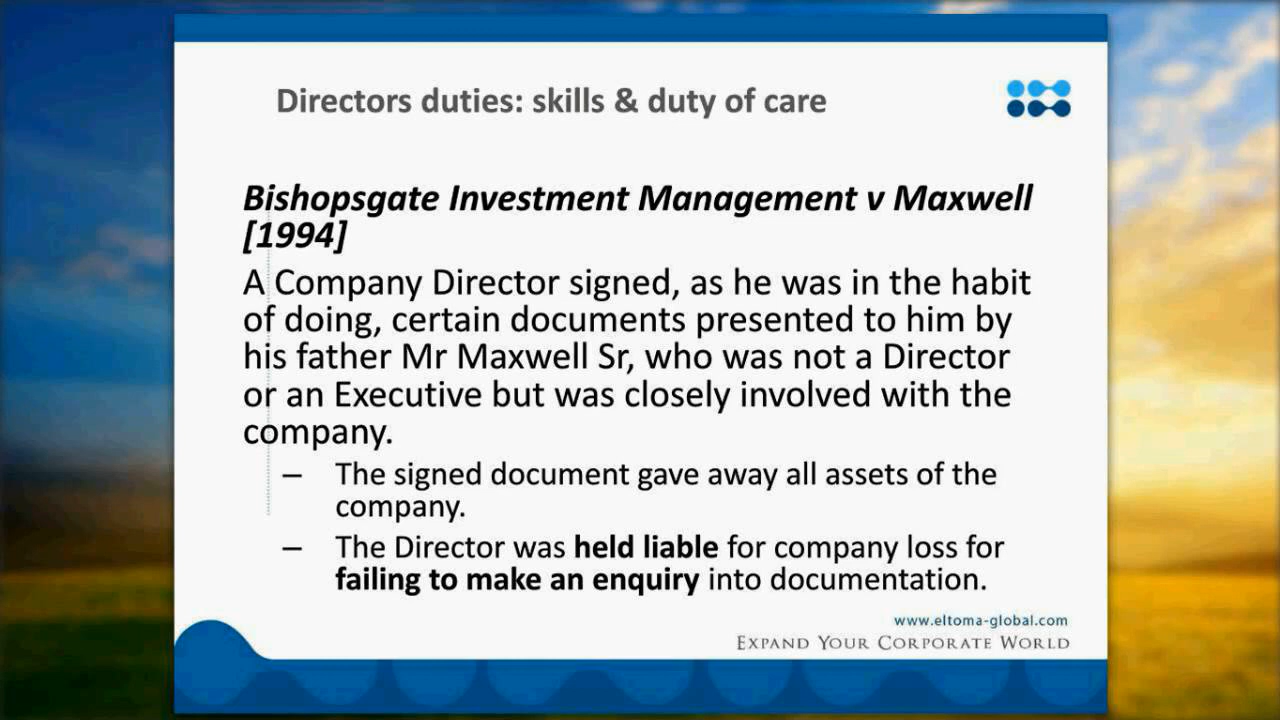 Directors duties: skills & duty of care
Bishopsgate Investment Management v Maxwell
[1994]
A Company Director signed, as he was in the habit
of doing, certain documents presented to him by
his father Mr Maxwell Sr, who was not a Director
or an Executive but was closely involved with the
company.
– The signed document gave away all assets of the
company.
– The Director was held liable for company loss for
failing to make an enquiry into documentation.
www.eltoma-global.com
EXPAND YOUR CORPORATE WORLD